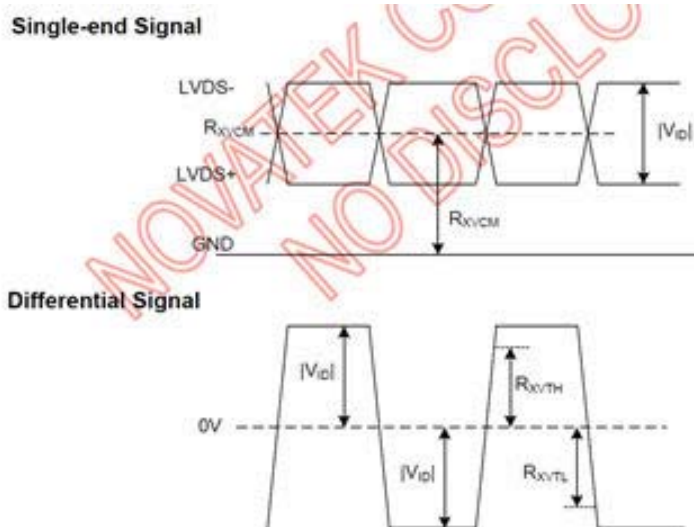 Single-end Signal
LVDS-
RXVCM
|VID|
LVDS+
RXVCM
GND
NOVATEK CO
NO DISCLO
Differential Signal
|VID|
RXVTH
0V
|VID|
RXVTL